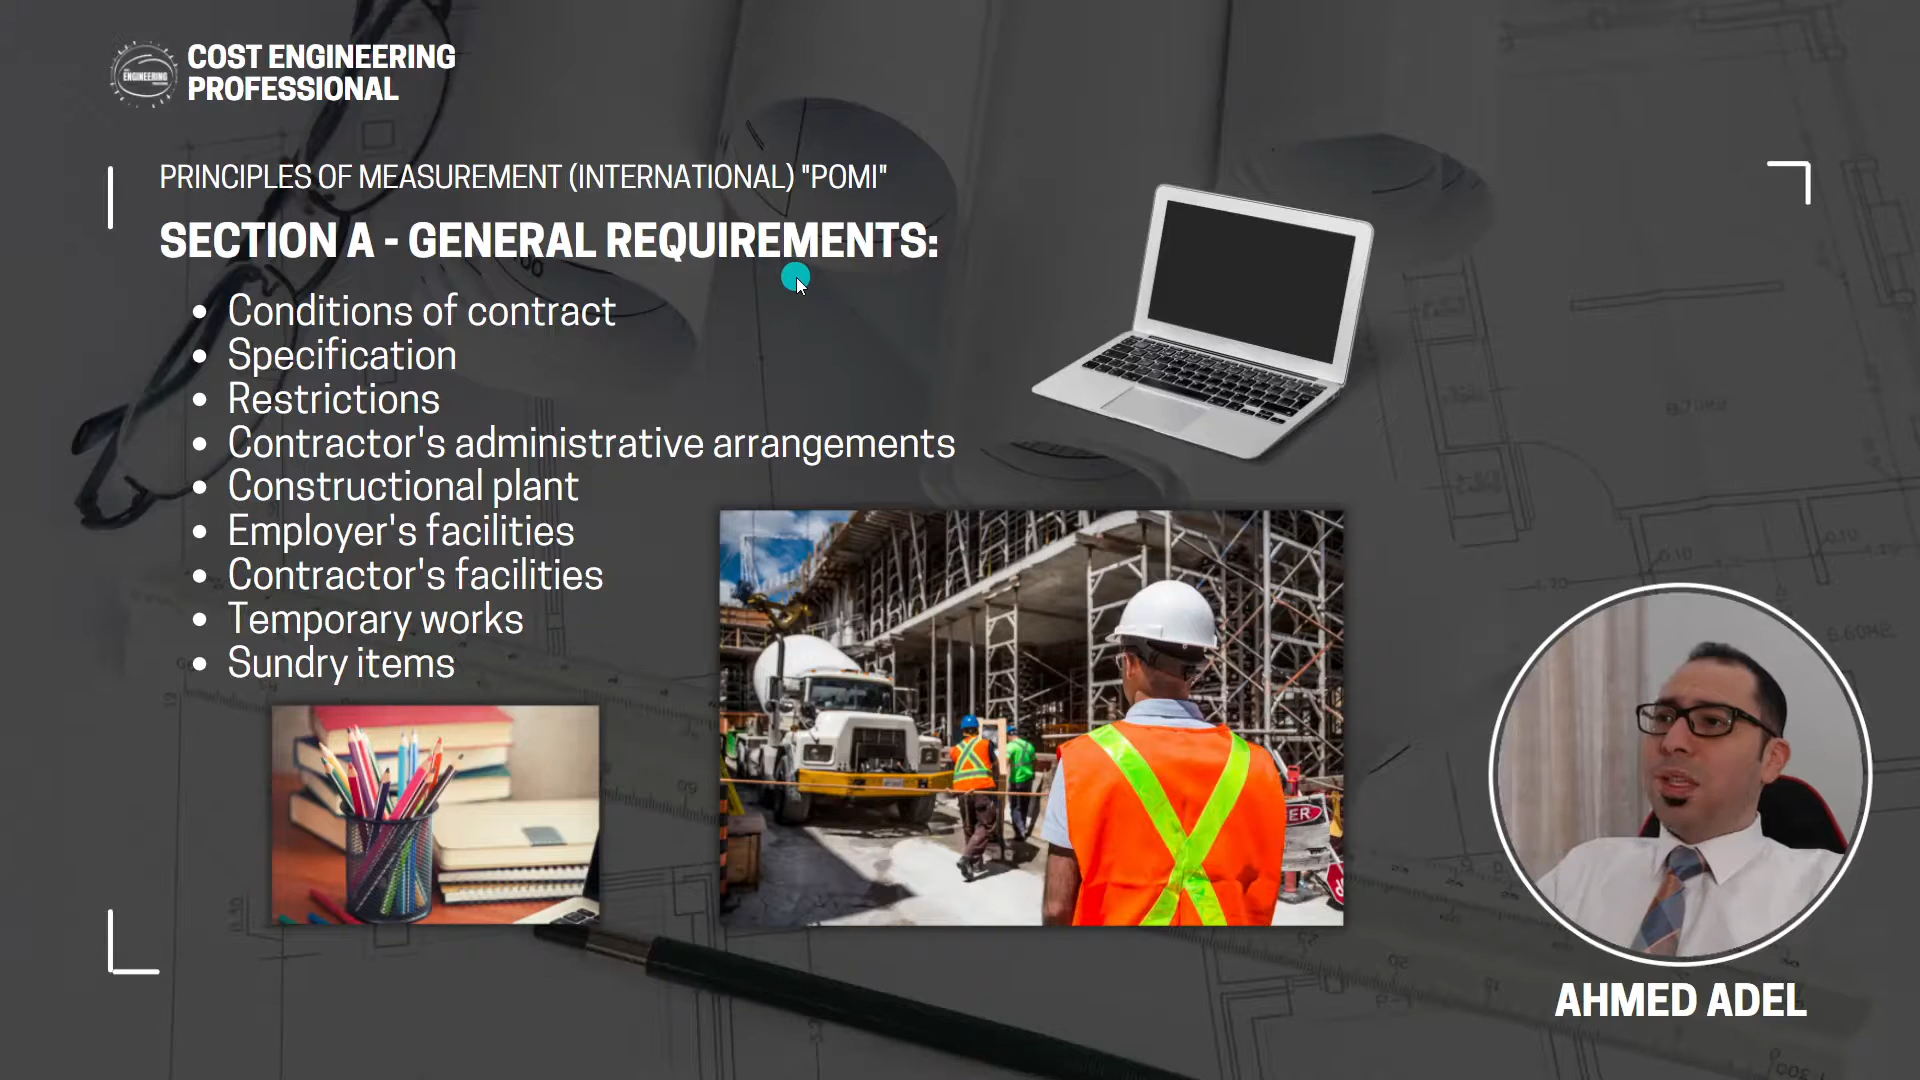 COST ENGINEERING
PROFESSIONAL
ENGINEERING
PRINCIPLES OF MEASUREMENT (INTERNATIONAL) "POMI"
SECTION A - GENERAL REQUIREMENTS:
• Conditions of contract
• Specification
• Restrictions
• Contractor's administrative arrangements
• Constructional plant
• Employer's facilities
• Contractor's facilities
• Temporary works
• Sundry items
AHMED ADEL